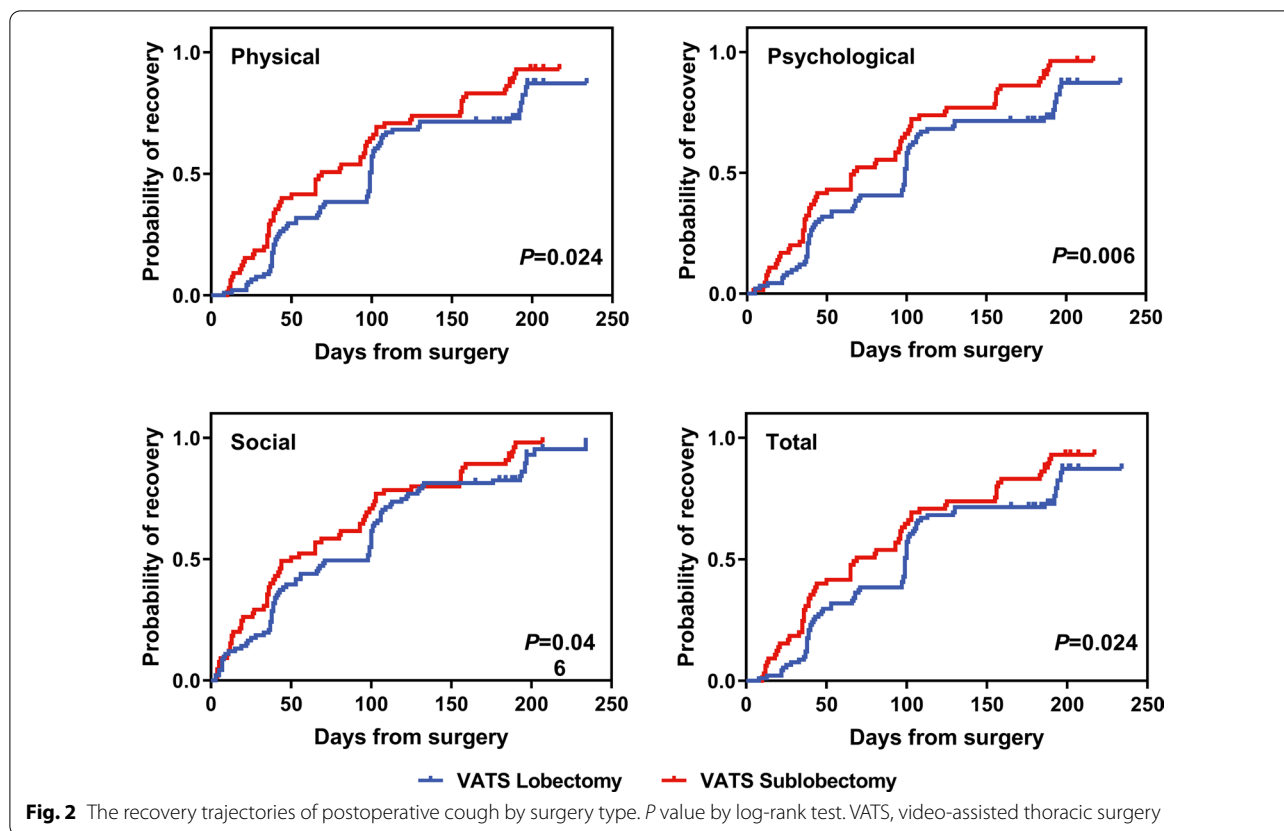 Physical
Probability of recovery
1.0
0.5
0.0
0 50 100 150 200 250
Days from surgery
P=0.024
Psychological
Probability of recovery
1.0
0.5
0.0
0 50 100 150 200 250
Days from surgery
P=0.006
Social
Probability of recovery
1.0
0.5
0.0
0 50 100 150 200 250
Days from surgery
P=0.04
6
Total
Probability of recovery
1.0
0.5
0.0
0 50 100 150 200 250
Days from surgery
P=0.024
VATS Lobectomy VATS Sublobectomy
Fig. 2 The recovery trajectories of postoperative cough by surgery type. P value by log-rank test. VATS, video-assisted thoracic surgery